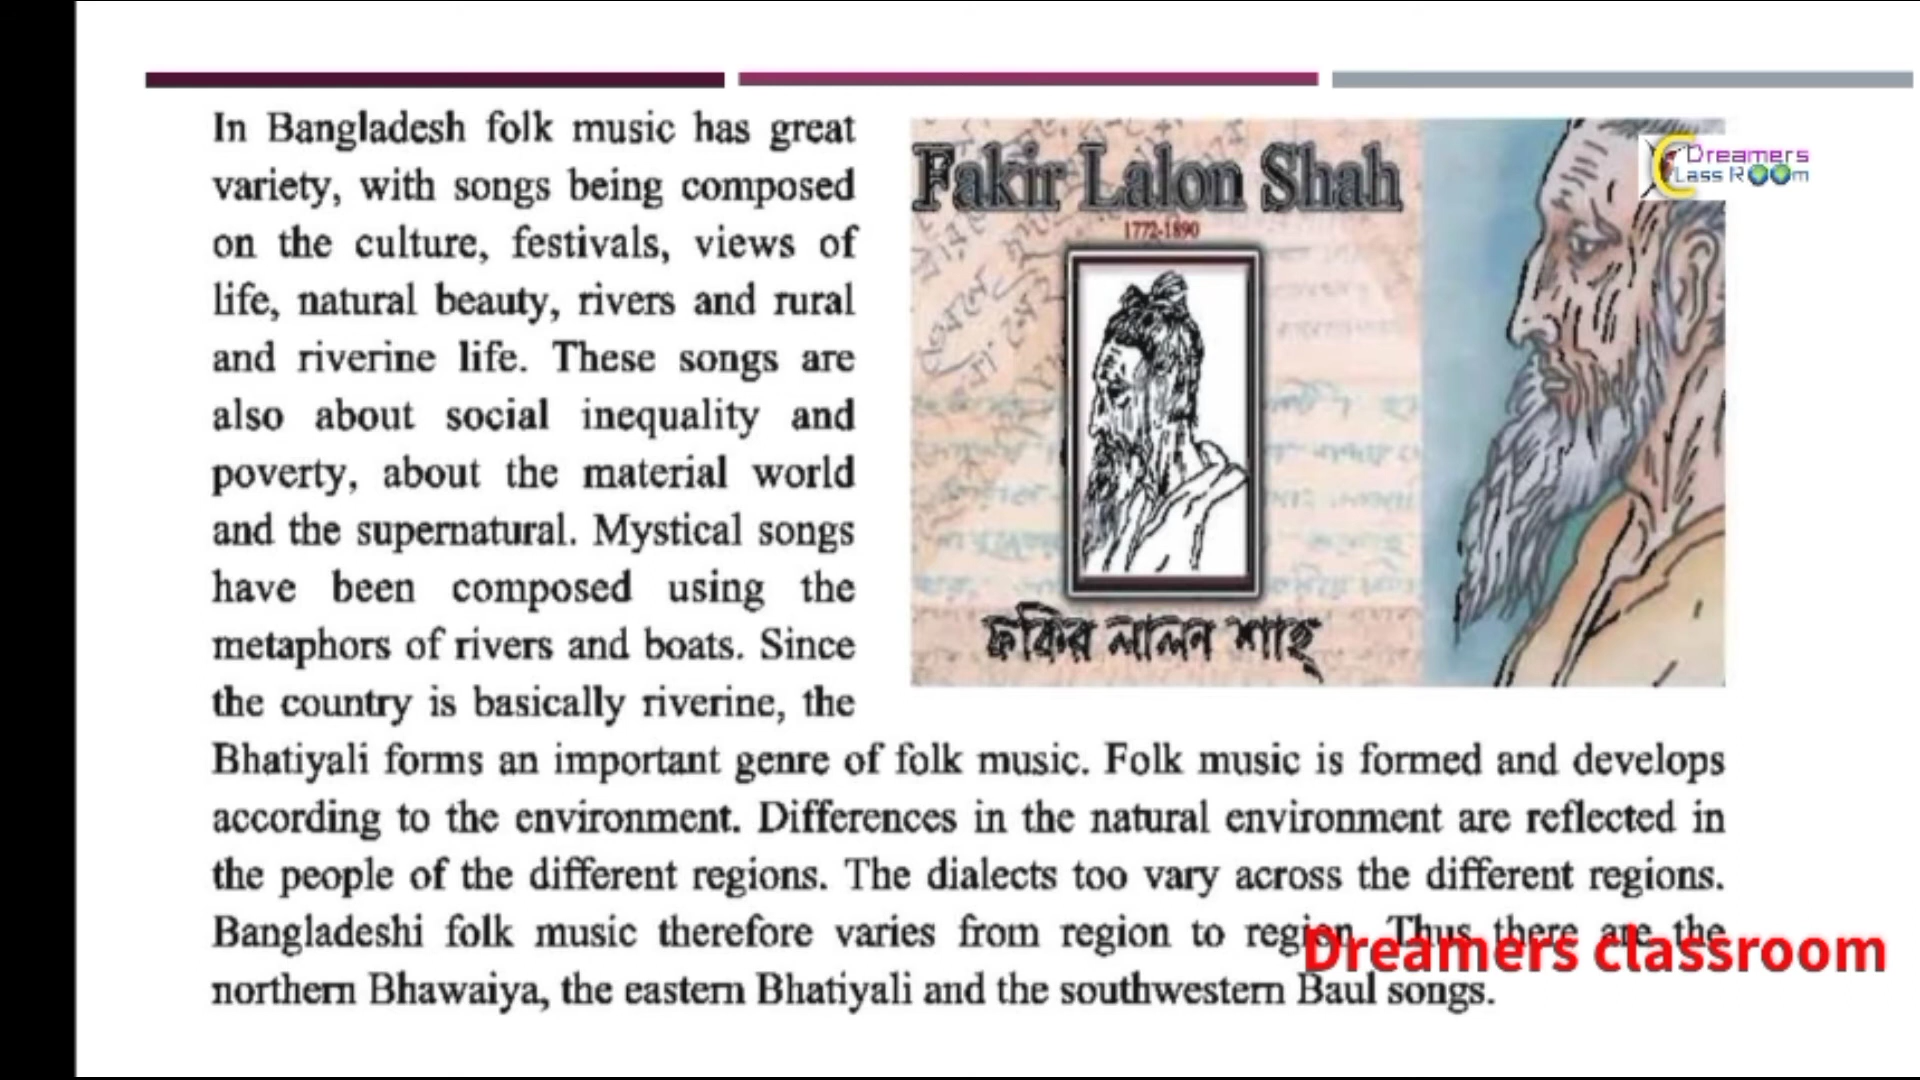 In Bangladesh folk music has great
variety, with songs being composed
on the culture, festivals, views of
life, natural beauty, rivers and rural
and riverine life. These songs are
also about social inequality and
poverty, about the material world
and the supernatural. Mystical songs
have been composed using the
metaphors of rivers and boats. Since
the country is basically riverine, the
Bhatiyali forms an important genre of folk music. Folk music is formed and develops
according to the environment. Differences in the natural environment are reflected in
the people of the different regions. The dialects too vary across the different regions.
Bangladeshi folk music therefore varies from region to region. Thus there are the
northern Bhawaiya, the eastern Bhatiyali and the southwestern Baul songs.
Fakir Lalon Shah
1772-1890
ফকির লালন শাহ্
Dreamers
Class Room
Dreamers classroom